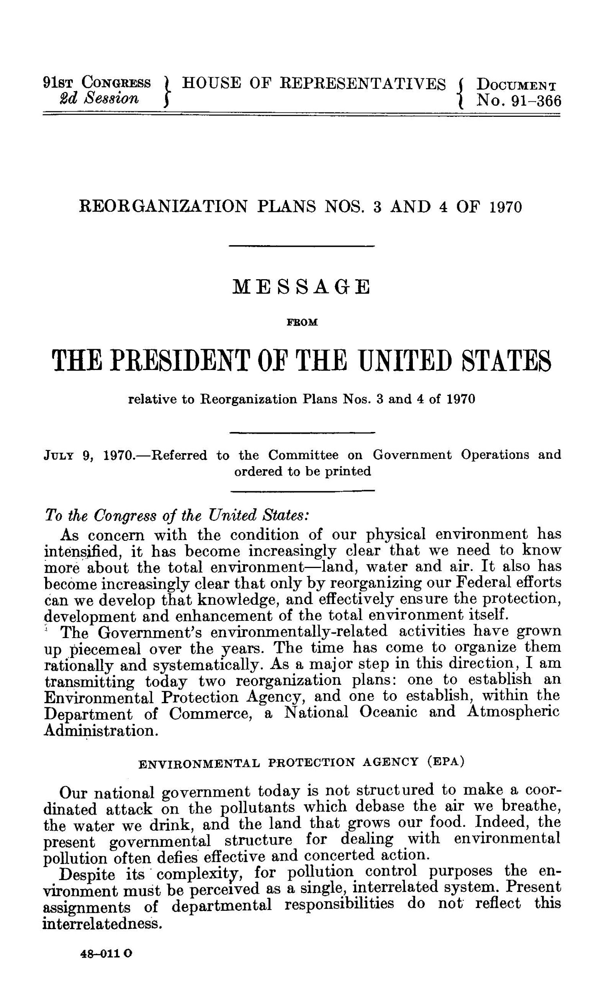 91ST CONGRESS } HOUSE OF REPRESENTATIVES { DOCUMENT
2d Session No. 91-366
REORGANIZATION PLANS NOS. 3 AND 4 OF 1970
MESSAGE
FROM
THE PRESIDENT OF THE UNITED STATES
relative to Reorganization Plans Nos. 3 and 4 of 1970
JULY 9, 1970.—Referred to the Committee on Government Operations and
ordered to be printed
To the Congress of the United States:
As concern with the condition of our physical environment has
intensified, it has become increasingly clear that we need to know
more about the total environment—land, water and air. It also has
become increasingly clear that only by reorganizing our Federal efforts
can we develop that knowledge, and effectively ensure the protection,
development and enhancement of the total environment itself.
The Government's environmentally-related activities have grown
up piecemeal over the years. The time has come to organize them
rationally and systematically. As a major step in this direction, I am
transmitting today two reorganization plans: one to establish an
Environmental Protection Agency, and one to establish, within the
Department of Commerce, a National Oceanic and Atmospheric
Administration.
ENVIRONMENTAL PROTECTION AGENCY (EPA)
Our national government today is not structured to make a coor-
dinated attack on the pollutants which debase the air we breathe,
the water we drink, and the land that grows our food. Indeed, the
present governmental structure for dealing with environmental
pollution often defies effective and concerted action.
Despite its complexity, for pollution control purposes the en-
vironment must be perceived as a single, interrelated system. Present
assignments of departmental responsibilities do not reflect this
interrelatedness.
48-011 O